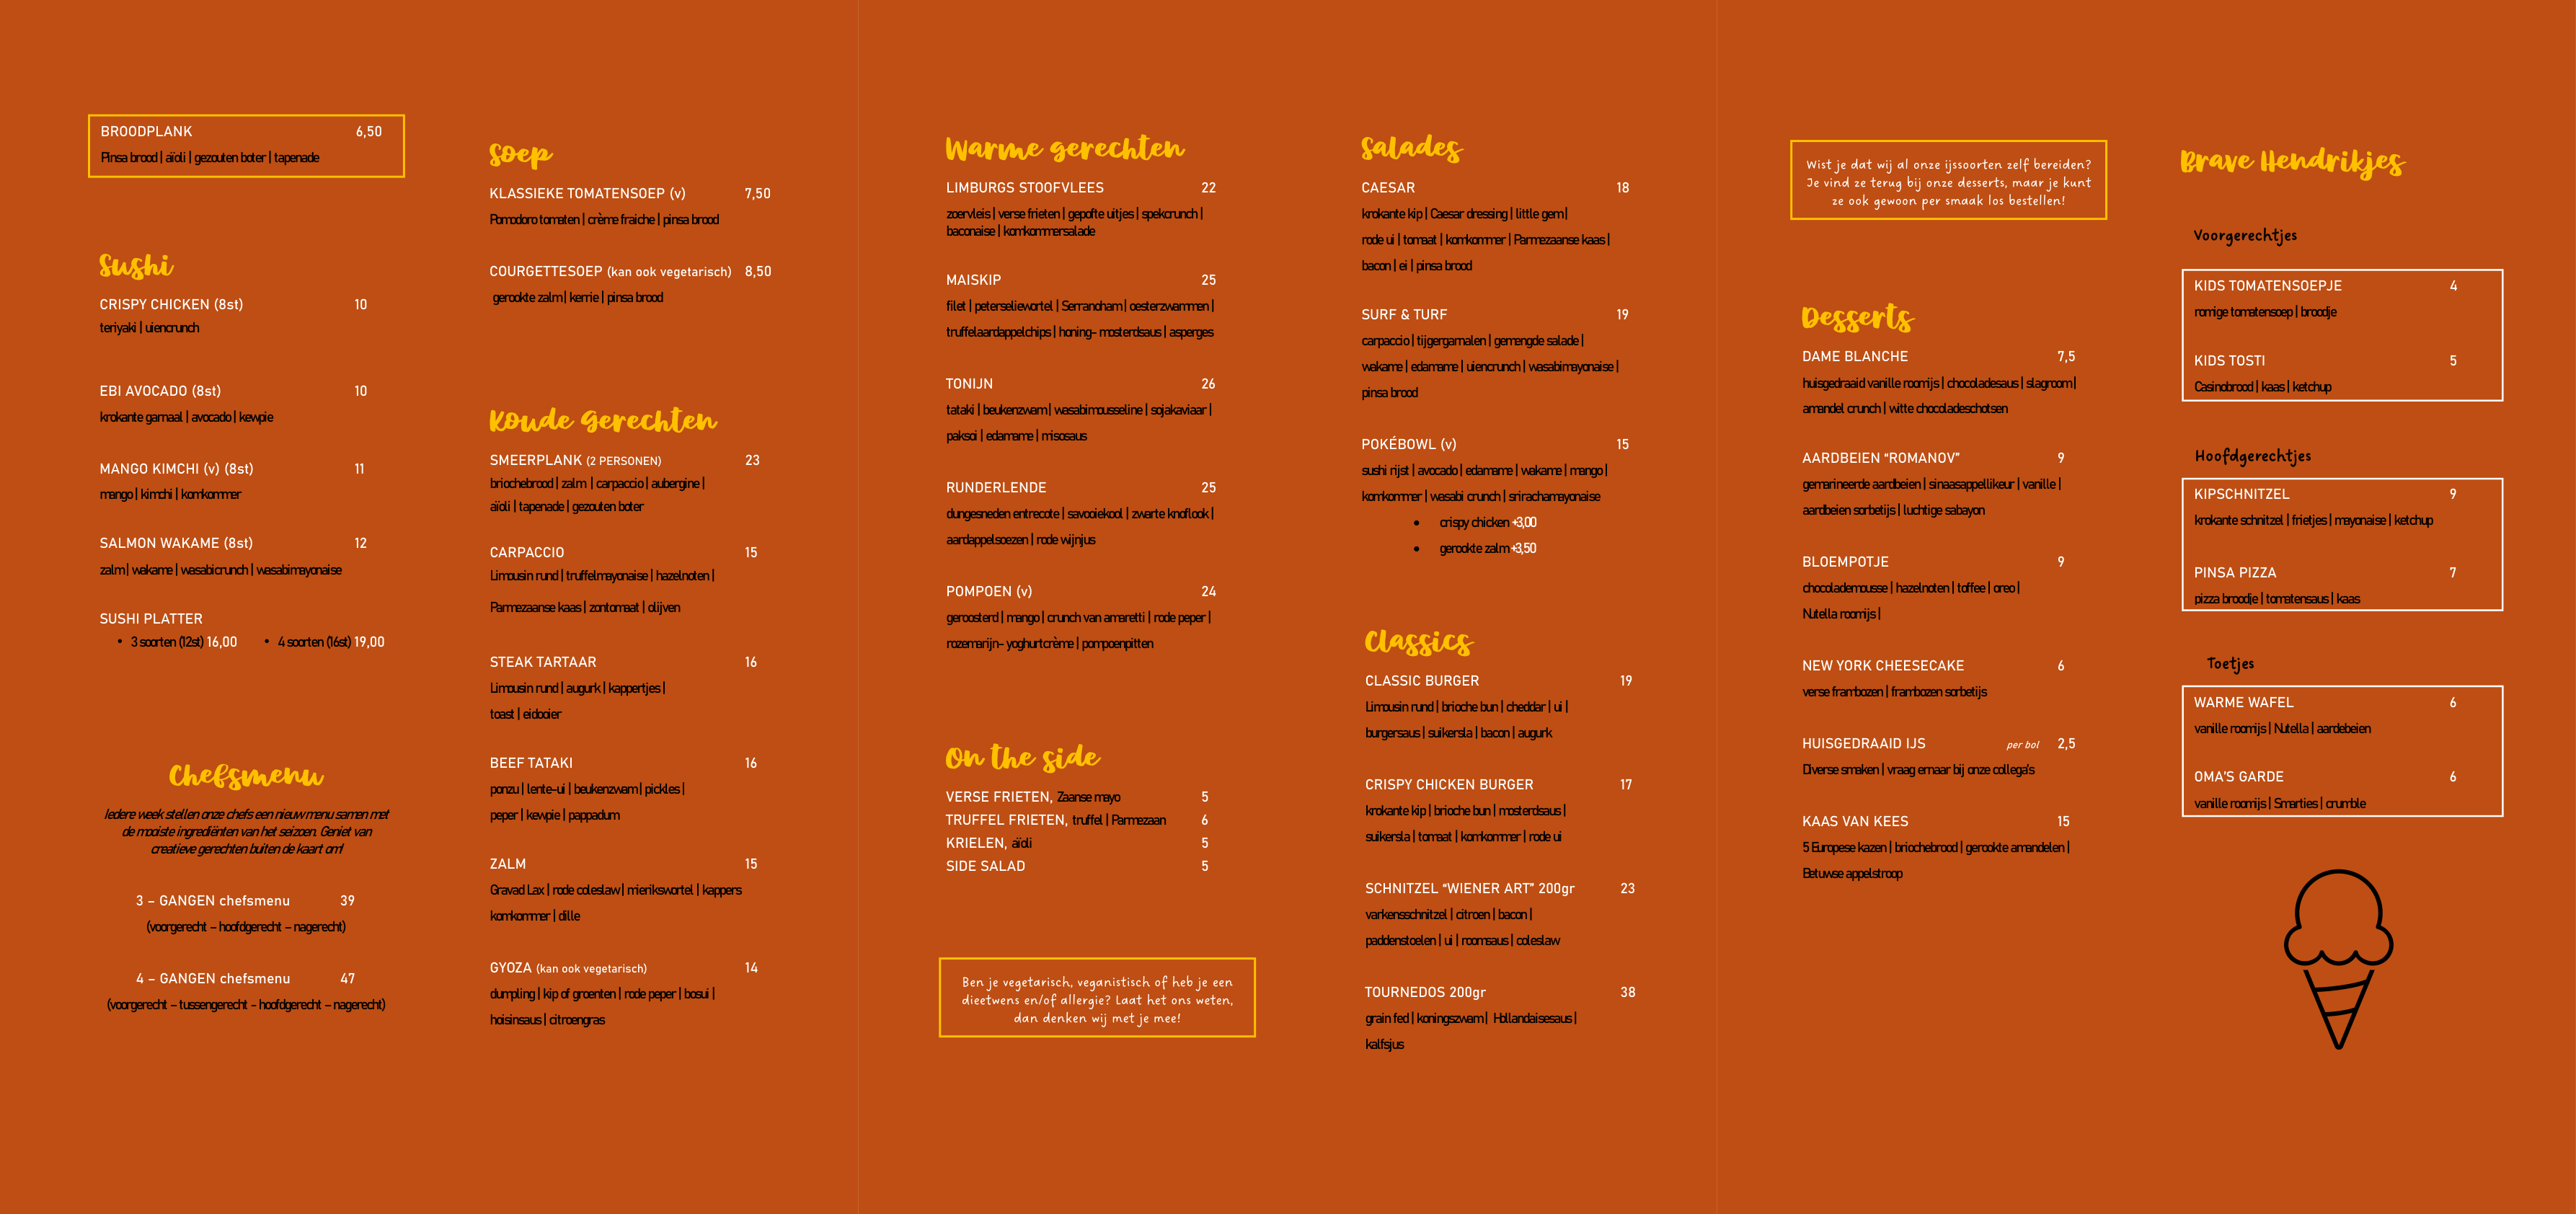 BROODPLANK 6,50
Pinsa brood | aïoli | gezouten boter | tapenade
Sushi
CRISPY CHICKEN (8st) 10
teriyaki | uiencrunch
EBI AVOCADO (8st) 10
krokante garnaal | avocado | kewpie
MANGO KIMCHI (v) (8st) 11
mango | kimchi | komkommer
SALMON WAKAME (8st) 12
zalm | wakame | wasabicrunch | wasabimayonaise
SUSHI PLATTER
• 3 soorten (12st) 16,00 • 4 soorten (16st) 19,00
Chefsmenu
Iedere week stellen onze chefs een nieuw menu samen met
de mooiste ingrediënten van het seizoen. Geniet van
creatieve gerechten buiten de kaart om!
3 – GANGEN chefsmenu 39
(voorgerecht – hoofdgerecht – nagerecht)
4 – GANGEN chefsmenu 47
(voorgerecht – tussengerecht - hoofdgerecht – nagerecht)
Soep
KLASSIEKE TOMATENSOEP (v) 7,50
Pomodoro tomaten | crème fraiche | pinsa brood
COURGETTESOEP (kan ook vegetarisch) 8,50
gerookte zalm | kerrie | pinsa brood
Koude gerechten
SMEERPLANK (2 PERSONEN) 23
briochebrood | zalm | carpaccio | aubergine |
aïoli | tapenade | gezouten boter
CARPACCIO 15
Limousin rund | truffelmayonaise | hazelnoten |
Parmezaanse kaas | zontomaat | olijven
STEAK TARTAAR 16
Limousin rund | augurk | kappertjes |
toast | eidooier
BEEF TATAKI 16
ponzu | lente-ui | beukenzwam | pickles |
peper | kewpie | pappadum
ZALM 15
Gravad Lax | rode coleslaw | mierikswortel | kappers
komkommer | dille
GYOZA (kan ook vegetarisch) 14
dumpling | kip of groenten | rode peper | bosui |
hoisinsaus | citroengras
Warme gerechten
LIMBURGS STOOFVLEES 22
zoervleis | verse frieten | gepofte uitjes | spekcrunch |
baconaise | komkommersalade
MAISKIP 25
filet | peterseliewortel | Serranoham | oesterzwammen |
truffelaardappelchips | honing- mosterdsaus | asperges
TONIJN 26
tataki | beukenzwam | wasabimousseline | sojakaviaar |
paksoi | edamame | misosaus
RUNDERLENDE 25
dungesneden entrecote | savooiekool | zwarte knoflook |
aardappelsoezen | rode wijnjus
POMPOEN (v) 24
geroosterd | mango | crunch van amaretti | rode peper |
rozemarijn- yoghurtcrème | pompoenpitten
On the side
VERSE FRIETEN, Zaanse mayo 5
TRUFFEL FRIETEN, truffel | Parmezaan 6
KRIELEN, aïoli 5
SIDE SALAD 5
Ben je vegetarisch, veganistisch of heb je een
dieetwens en/of allergie? Laat het ons weten,
dan denken wij met je mee!
Salades
CAESAR 18
krokante kip | Caesar dressing | little gem |
rode ui | tomaat | komkommer | Parmezaanse kaas |
bacon | ei | pinsa brood
SURF & TURF 19
carpaccio | tijgergarnalen | gemengde salade |
wakame | edamame | uiencrunch | wasabimayonaise |
pinsa brood
POKÉBOWL (v) 15
sushi rijst | avocado | edamame | wakame | mango |
komkommer | wasabi crunch | srirachamayonaise
• crispy chicken +3,00
• gerookte zalm +3,50
Classics
CLASSIC BURGER 19
Limousin rund | brioche bun | cheddar | ui |
burgersaus | suikersla | bacon | augurk
CRISPY CHICKEN BURGER 17
krokante kip | brioche bun | mosterdsaus |
suikersla | tomaat | komkommer | rode ui
SCHNITZEL “WIENER ART” 200gr 23
varkensschnitzel | citroen | bacon |
paddenstoelen | ui | roomsaus | coleslaw
TOURNEDOS 200gr 38
grain fed | koningszwam | Hollandaisesaus |
kalfsjus
Wist je dat wij al onze ijssoorten zelf bereiden?
Je vind ze terug bij onze desserts, maar je kunt
ze ook gewoon per smaak los bestellen!
Desserts
DAME BLANCHE 7,5
huisgedraaid vanille roomijs | chocoladesaus | slagroom |
amandel crunch | witte chocoladeschotsen
AARDBEIEN “ROMANOV” 9
gemarineerde aardbeien | sinaasappellikeur | vanille |
aardbeien sorbetijs | luchtige sabayon
BLOEMPOTJE 9
chocolademousse | hazelnoten | toffee | oreo |
Nutella roomijs |
NEW YORK CHEESECAKE 6
verse frambozen | frambozen sorbetijs
HUISGEDRAAID IJS per bol 2,5
Diverse smaken | vraag ernaar bij onze collega's
KAAS VAN KEES 15
5 Europese kazen | briochebrood | gerookte amandelen |
Betuwse appelstroop
Brave Hendrikjes
Voorgerechtjes
KIDS TOMATENSOEPJE 4
romige tomatensoep | broodje
KIDS TOSTI 5
Casinobrood | kaas | ketchup
Hoofdgerechtjes
KIPSCHNITZEL 9
krokante schnitzel | frietjes | mayonaise | ketchup
PINSA PIZZA 7
pizza broodje | tomatensaus | kaas
Toetjes
WARME WAFEL 6
vanille roomijs | Nutella | aardebeien
OMA'S GARDE 6
vanille roomijs | Smarties | crumble